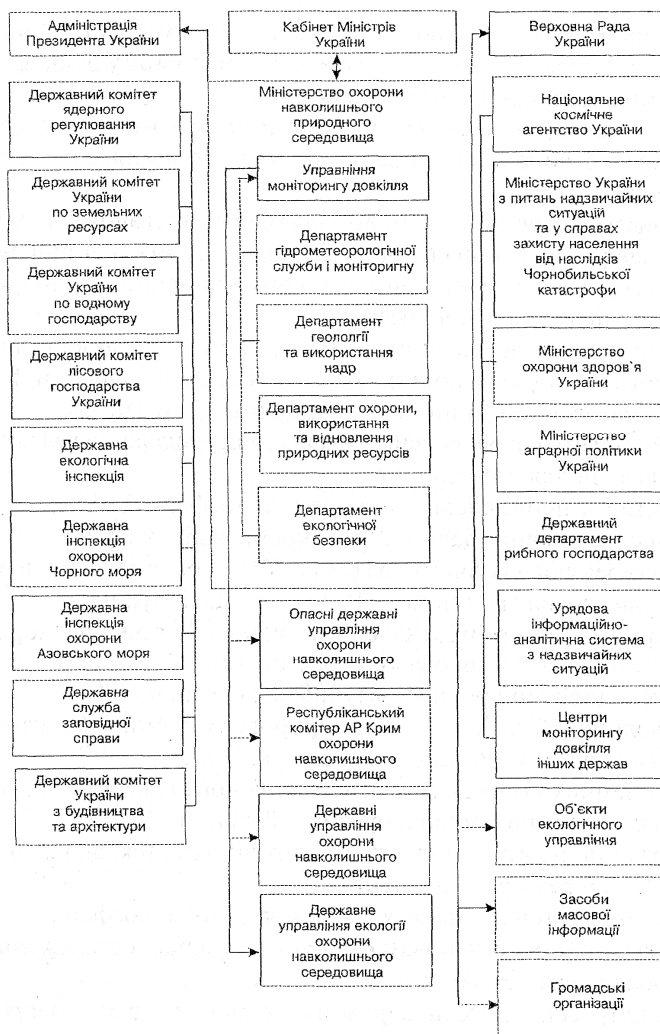 Адміністрація
Президента України
Кабінет Міністрів
України
Верховна Рада
України
Державний комітет
ядерного
регулювання
України
Державний комітет
України
по земельних
ресурсах
Державний комітет
України
по водному
господарству
Державний комітет
лісового
господарства
України
Державна
екологічна
інспекція
Державна
інспекція
охорони
Чорного моря
Державна
інспекція
охорони
Азовського моря
Державна
служба
заповідної
справи
Державний комітет
України
з будівництва
та архітектури
Міністерство охорони
навколишнього
природного
середовища
Управніння
моніторингу довкілля
Департамент
гідрометеорологічної
служби і моніторигну
Департамент
геології
та використання
надр
Департамент охорони,
використання
та відновлення
природних ресурсів
Департамент
екологічної
безпеки
Опасні державні
управління
охорони
навколишнього
середовища
Республіканський
комітер АР Крим
охорони
навколишнього
середовища
Державні
управління
охорони
навколишнього
середовища
Державне
управління екології
охорони
навколишнього
середовища
Національне
космічне
агентство України
Міністерство України
з питань надзвичайних
ситуацій
та у справах
захисту населення
від наслідків
Чорнобильської
катастрофи
Міністерство
охорони здоров`я
України
Міністерство
аграрної політики
України
Державний
департамент
рибного господарства
Урядова
інформаційно-
аналітична система
з надзвичайних
ситуацій
Центри
моніторингу
довкілля
інших держав
Об'єкти
екологічного
управління
Засоби
масової
інформації
Громадські
організації